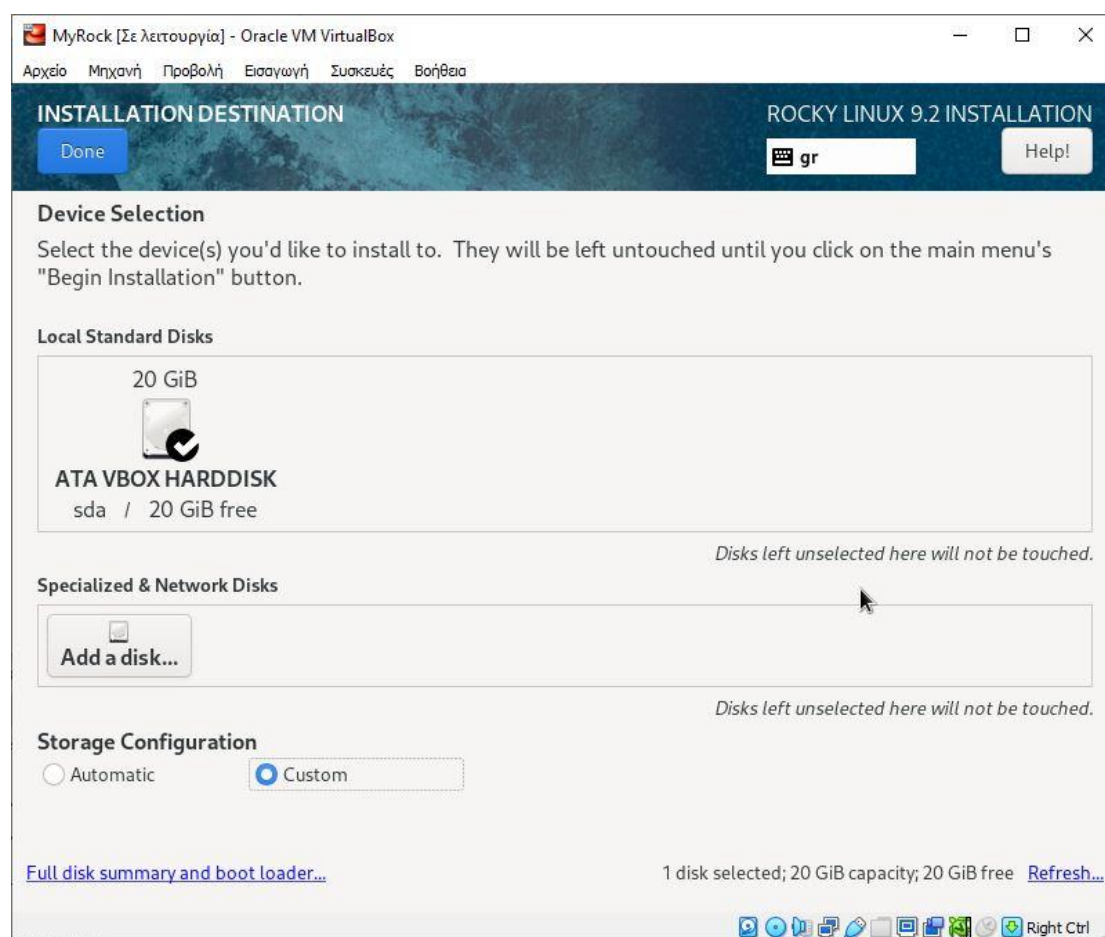 MyRock [Σε λειτουργία] - Oracle VM VirtualBox
Αρχείο Μηχανή Προβολή Εισαγωγή Συσκευές Βοήθεια
INSTALLATION DESTINATION
ROCKY LINUX 9.2 INSTALLATION
Done
gr
Help!
Device Selection
Select the device(s) you'd like to install to. They will be left untouched until you click on the main menu's
"Begin Installation" button.
Local Standard Disks
20 GiB
ATA VBOX HARDDISK
sda / 20 GiB free
Disks left unselected here will not be touched.
Specialized & Network Disks
Add a disk...
Disks left unselected here will not be touched.
Storage Configuration
Automatic Custom
Full disk summary and boot loader...
1 disk selected; 20 GiB capacity; 20 GiB free Refresh...
Right Ctrl